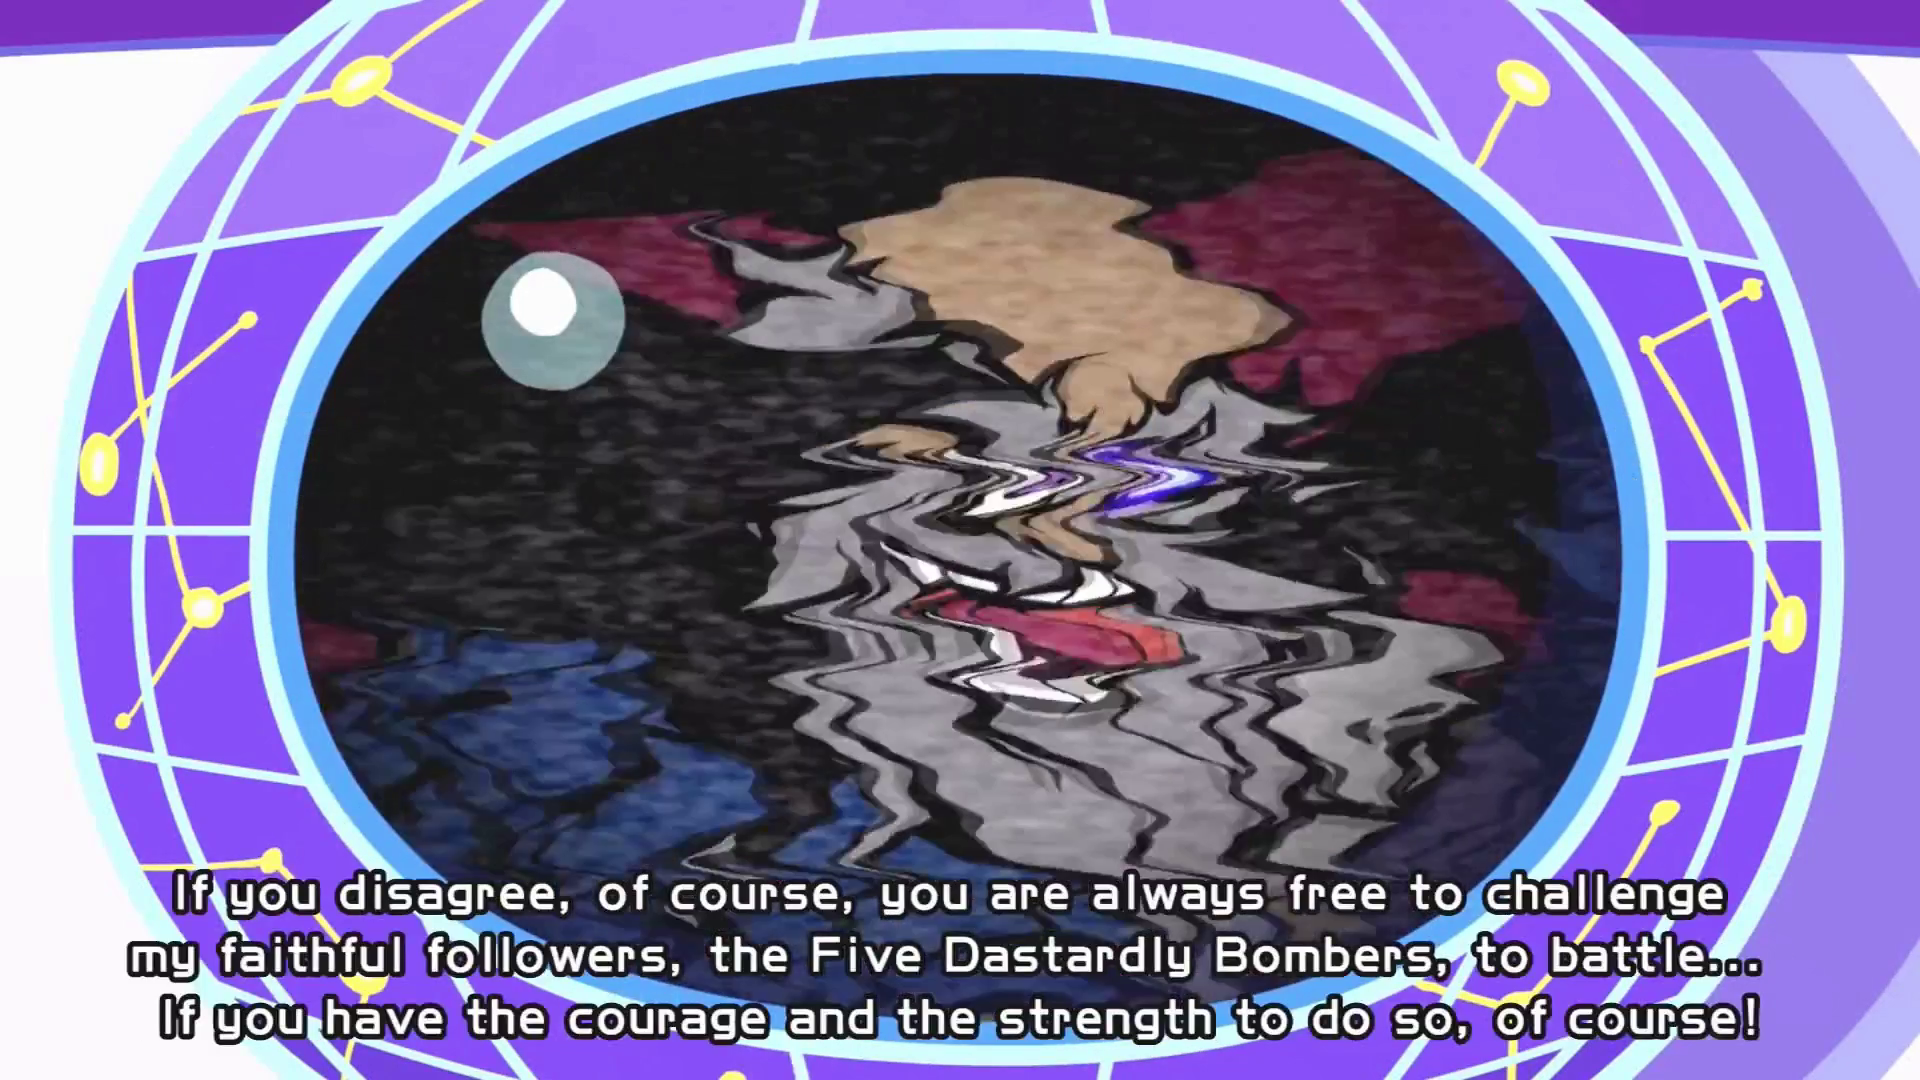 If you disagree, of course, you are always free to challenge
my faithful followers, the Five Dastardly Bombers, to battle...
If you have the courage and the strength to do so, of course!